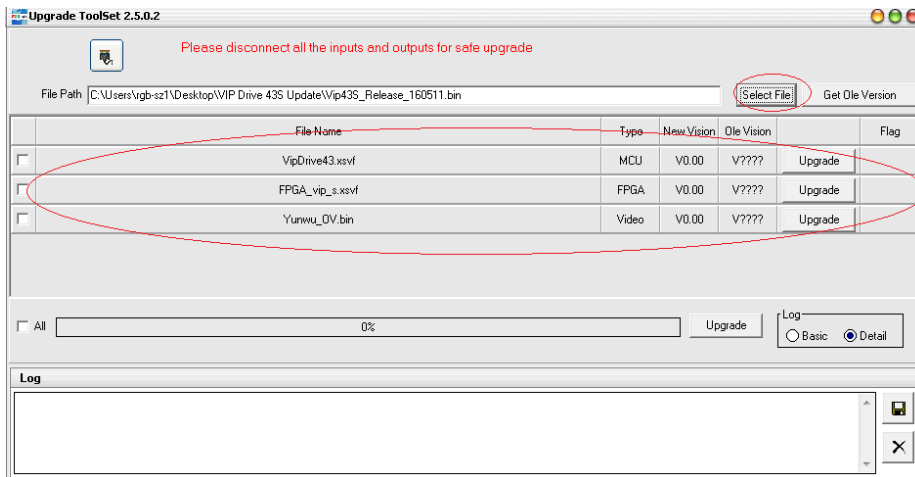 Upgrade ToolSet 2.5.0.2
Please disconnect all the inputs and outputs for safe upgrade
File Path C:\Users\rgb-sz1\Desktop\VIP Drive 43S Update\Vip43S_Release_160511.bin Select File Get Ole Version
File Name Type New Vision Ole Vision Flag
VipDrive43.xsvf MCU V0.00 V???? Upgrade
FPGA_vip_s.xsvf FPGA V0.00 V???? Upgrade
Yunwu_OV.bin Video V0.00 V???? Upgrade
All 0% Upgrade Log
Basic Detail
Log